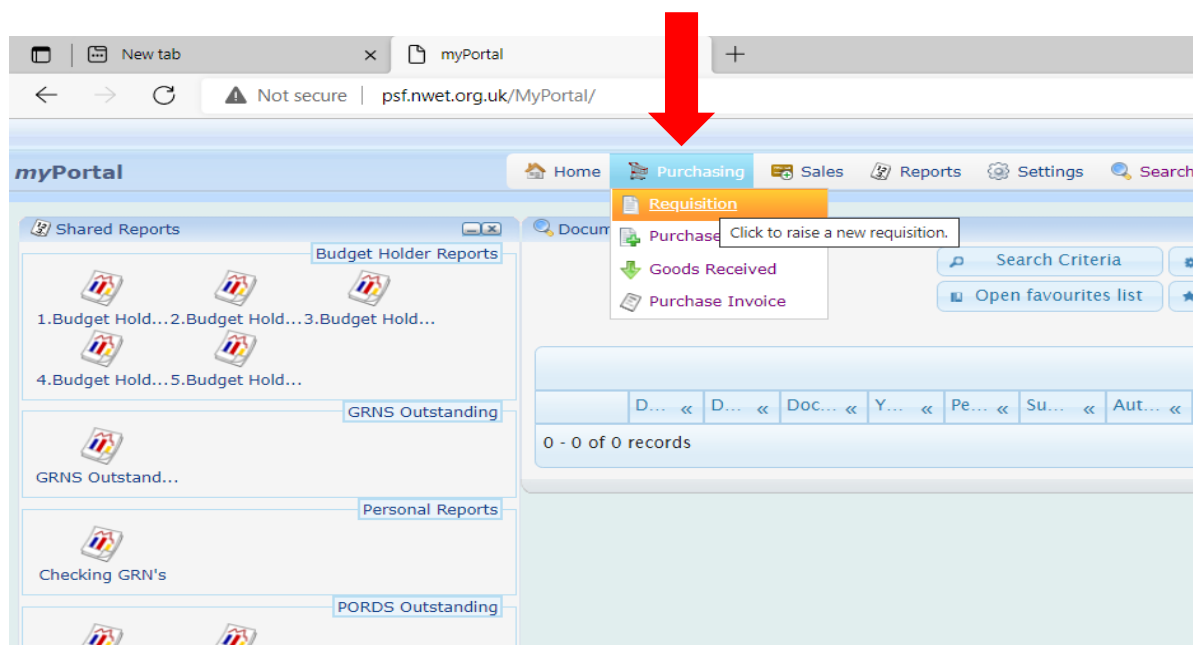 New tab
myPortal
Not secure | psf.nwet.org.uk/MyPortal/
myPortal
Home
Purchasing
Sales
Reports
Settings
Search
Requisition
Click to raise a new requisition.
Purchase
Goods Received
Purchase Invoice
Shared Reports
Budget Holder Reports
1.Budget Hold...2.Budget Hold...3.Budget Hold...
4.Budget Hold...5.Budget Hold...
GRNS Outstanding
GRNS Outstand...
Personal Reports
Checking GRN's
PORDS Outstanding
Docum
Search Criteria
Open favourites list
D... « D... « Doc... « Y... « Pe... « Su... « Aut... «
0 - 0 of 0 records